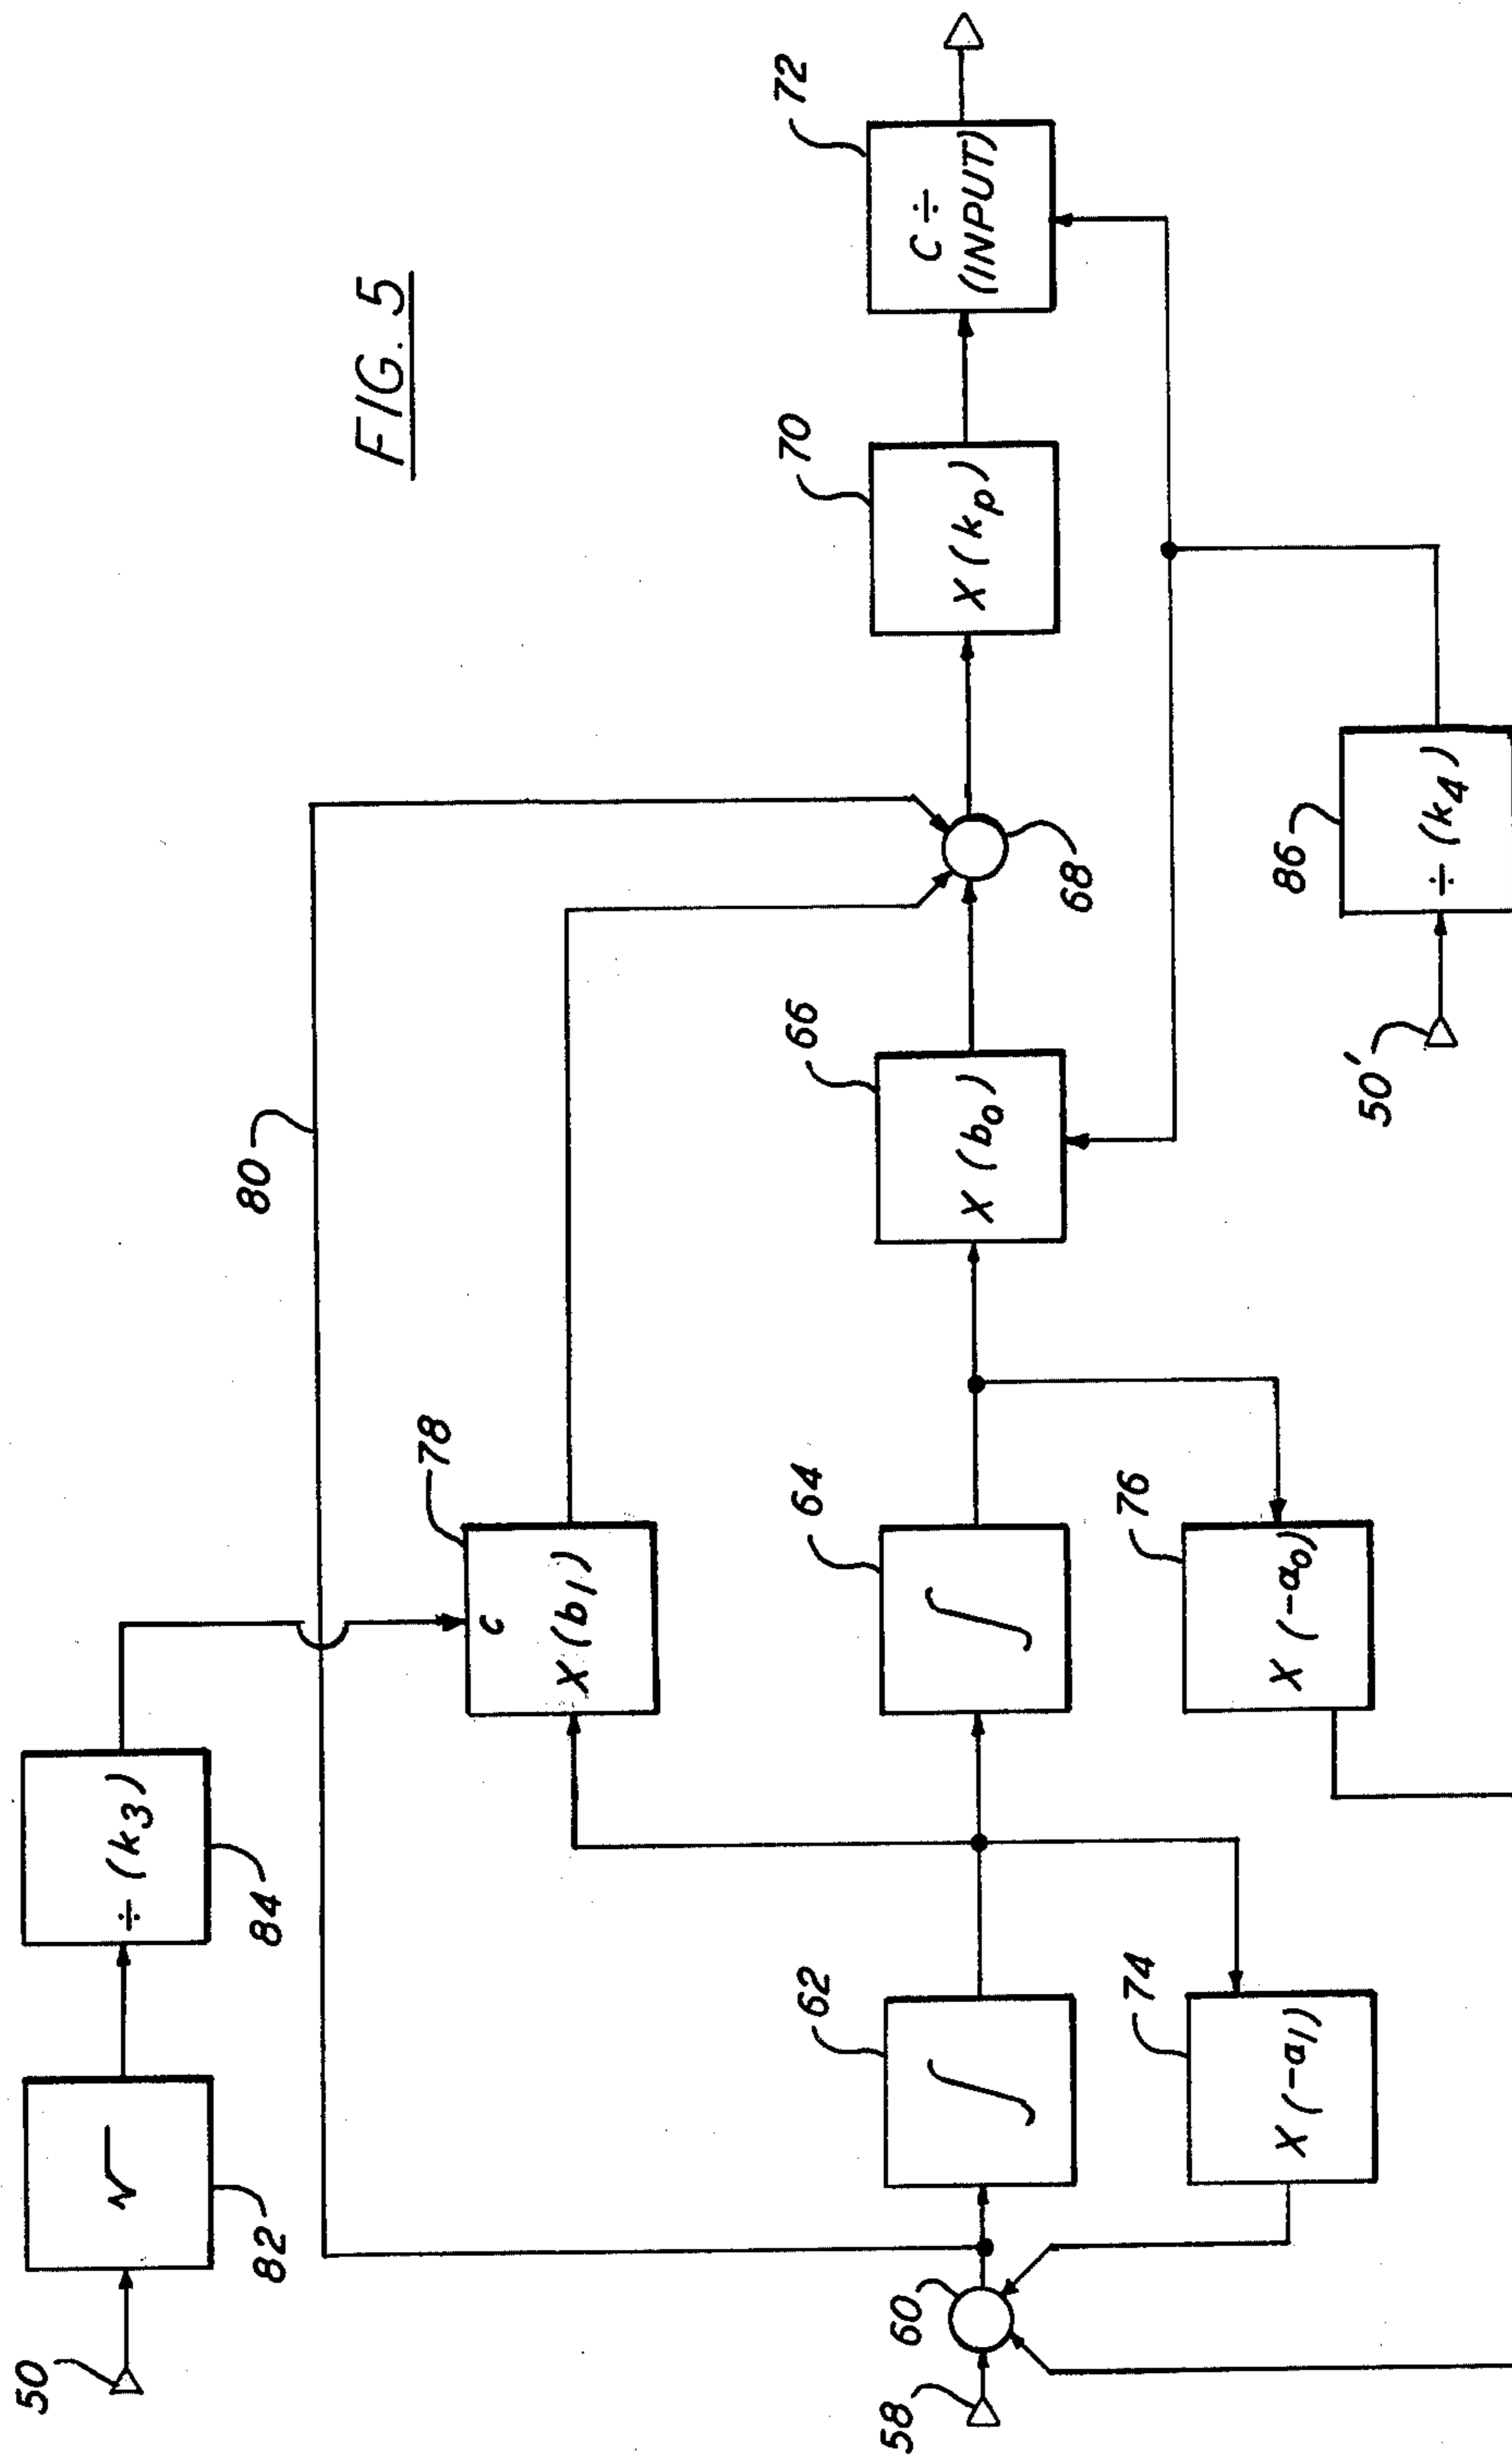 FIG. 5
50
82
√
84
÷ (k3)
80
78
C
X (b1)
58
60
62
∫
64
∫
66
X (b0)
68
70
X (kp)
72
C ÷
(INPUT)
74
X (-a1)
76
X (-a0)
50'
86
÷ (k4)